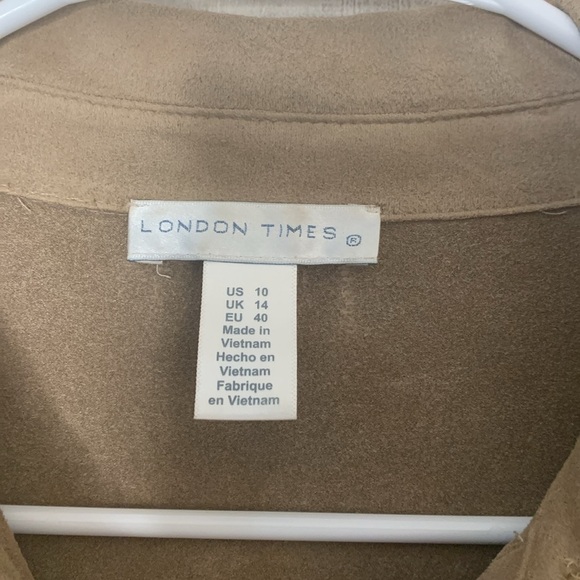 LONDON TIMES ®
US 10
UK 14
EU 40
Made in
Vietnam
Hecho en
Vietnam
Fabrique
en Vietnam